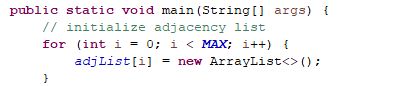 public static void main(String[] args) {
    // initialize adjacency list
    for (int i = 0; i < MAX; i++) {
        adjList[i] = new ArrayList<>();
    }